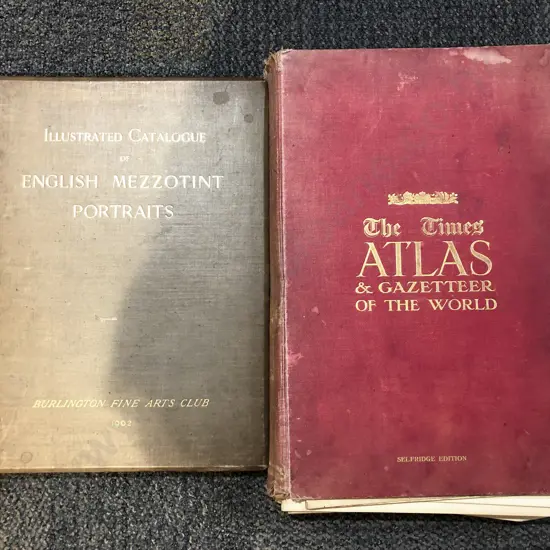 ILLUSTRATED CATALOGUE
OF
ENGLISH MEZZOTINT
PORTRAITS
BURLINGTON FINE ARTS CLUB
1902
The Times
ATLAS
& GAZETTEER
OF THE WORLD
SELFRIDGE EDITION